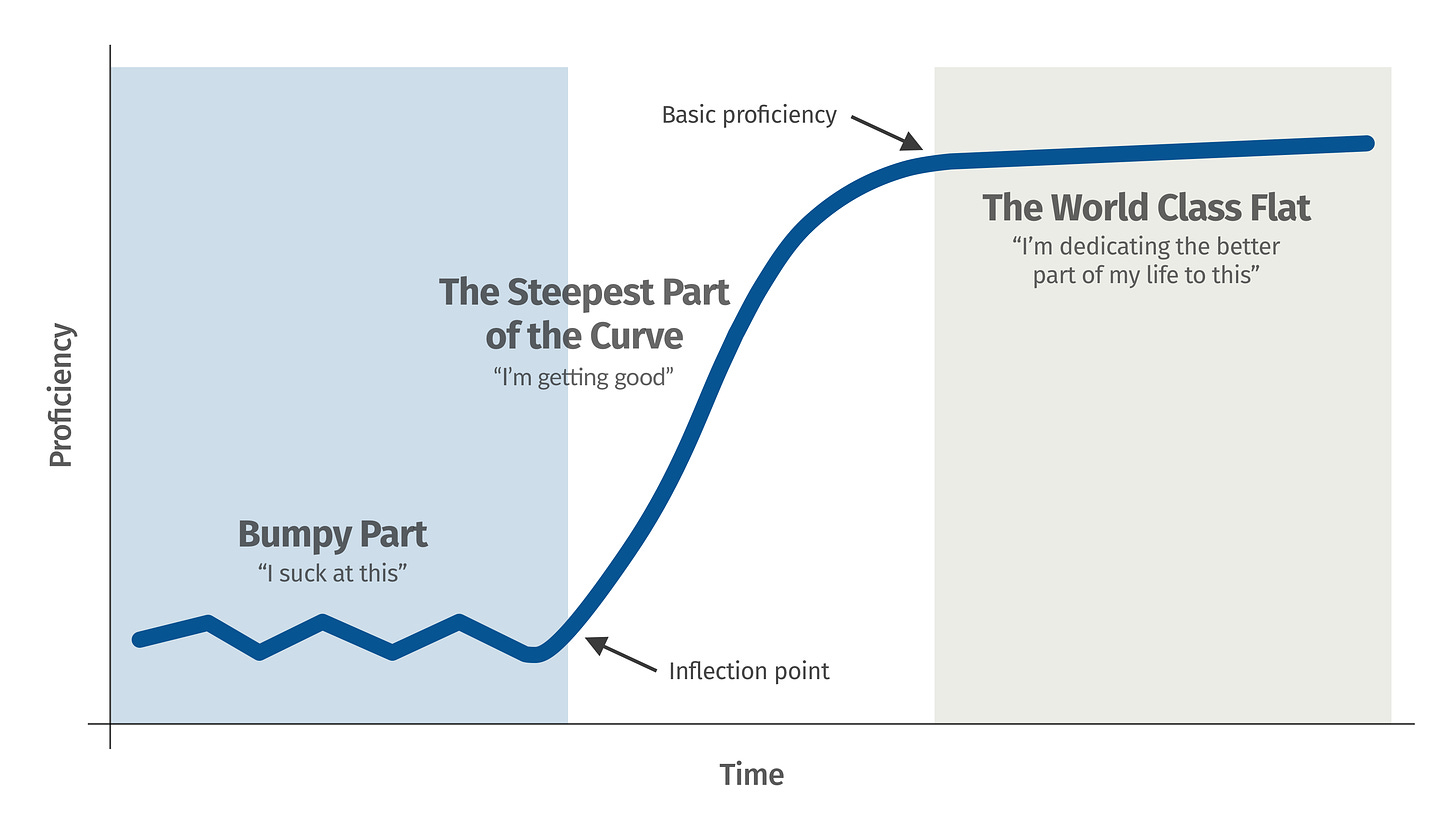 Basic proficiency
The World Class Flat
“I’m dedicating the better
part of my life to this”
The Steepest Part
of the Curve
“I’m getting good”
Proficiency
Bumpy Part
“I suck at this”
Inflection point
Time